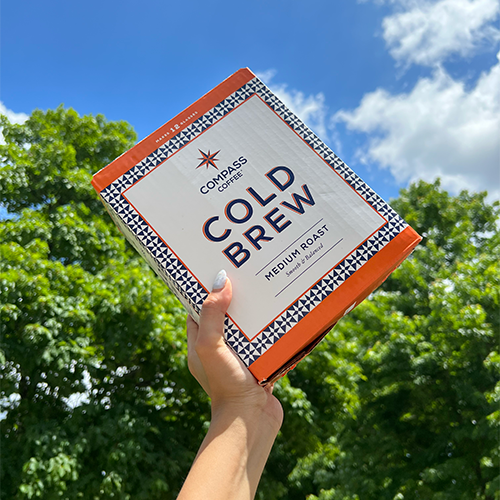 COMPASS
COFFEE
COLD
BREW
MEDIUM ROAST
Smooth & Balanced